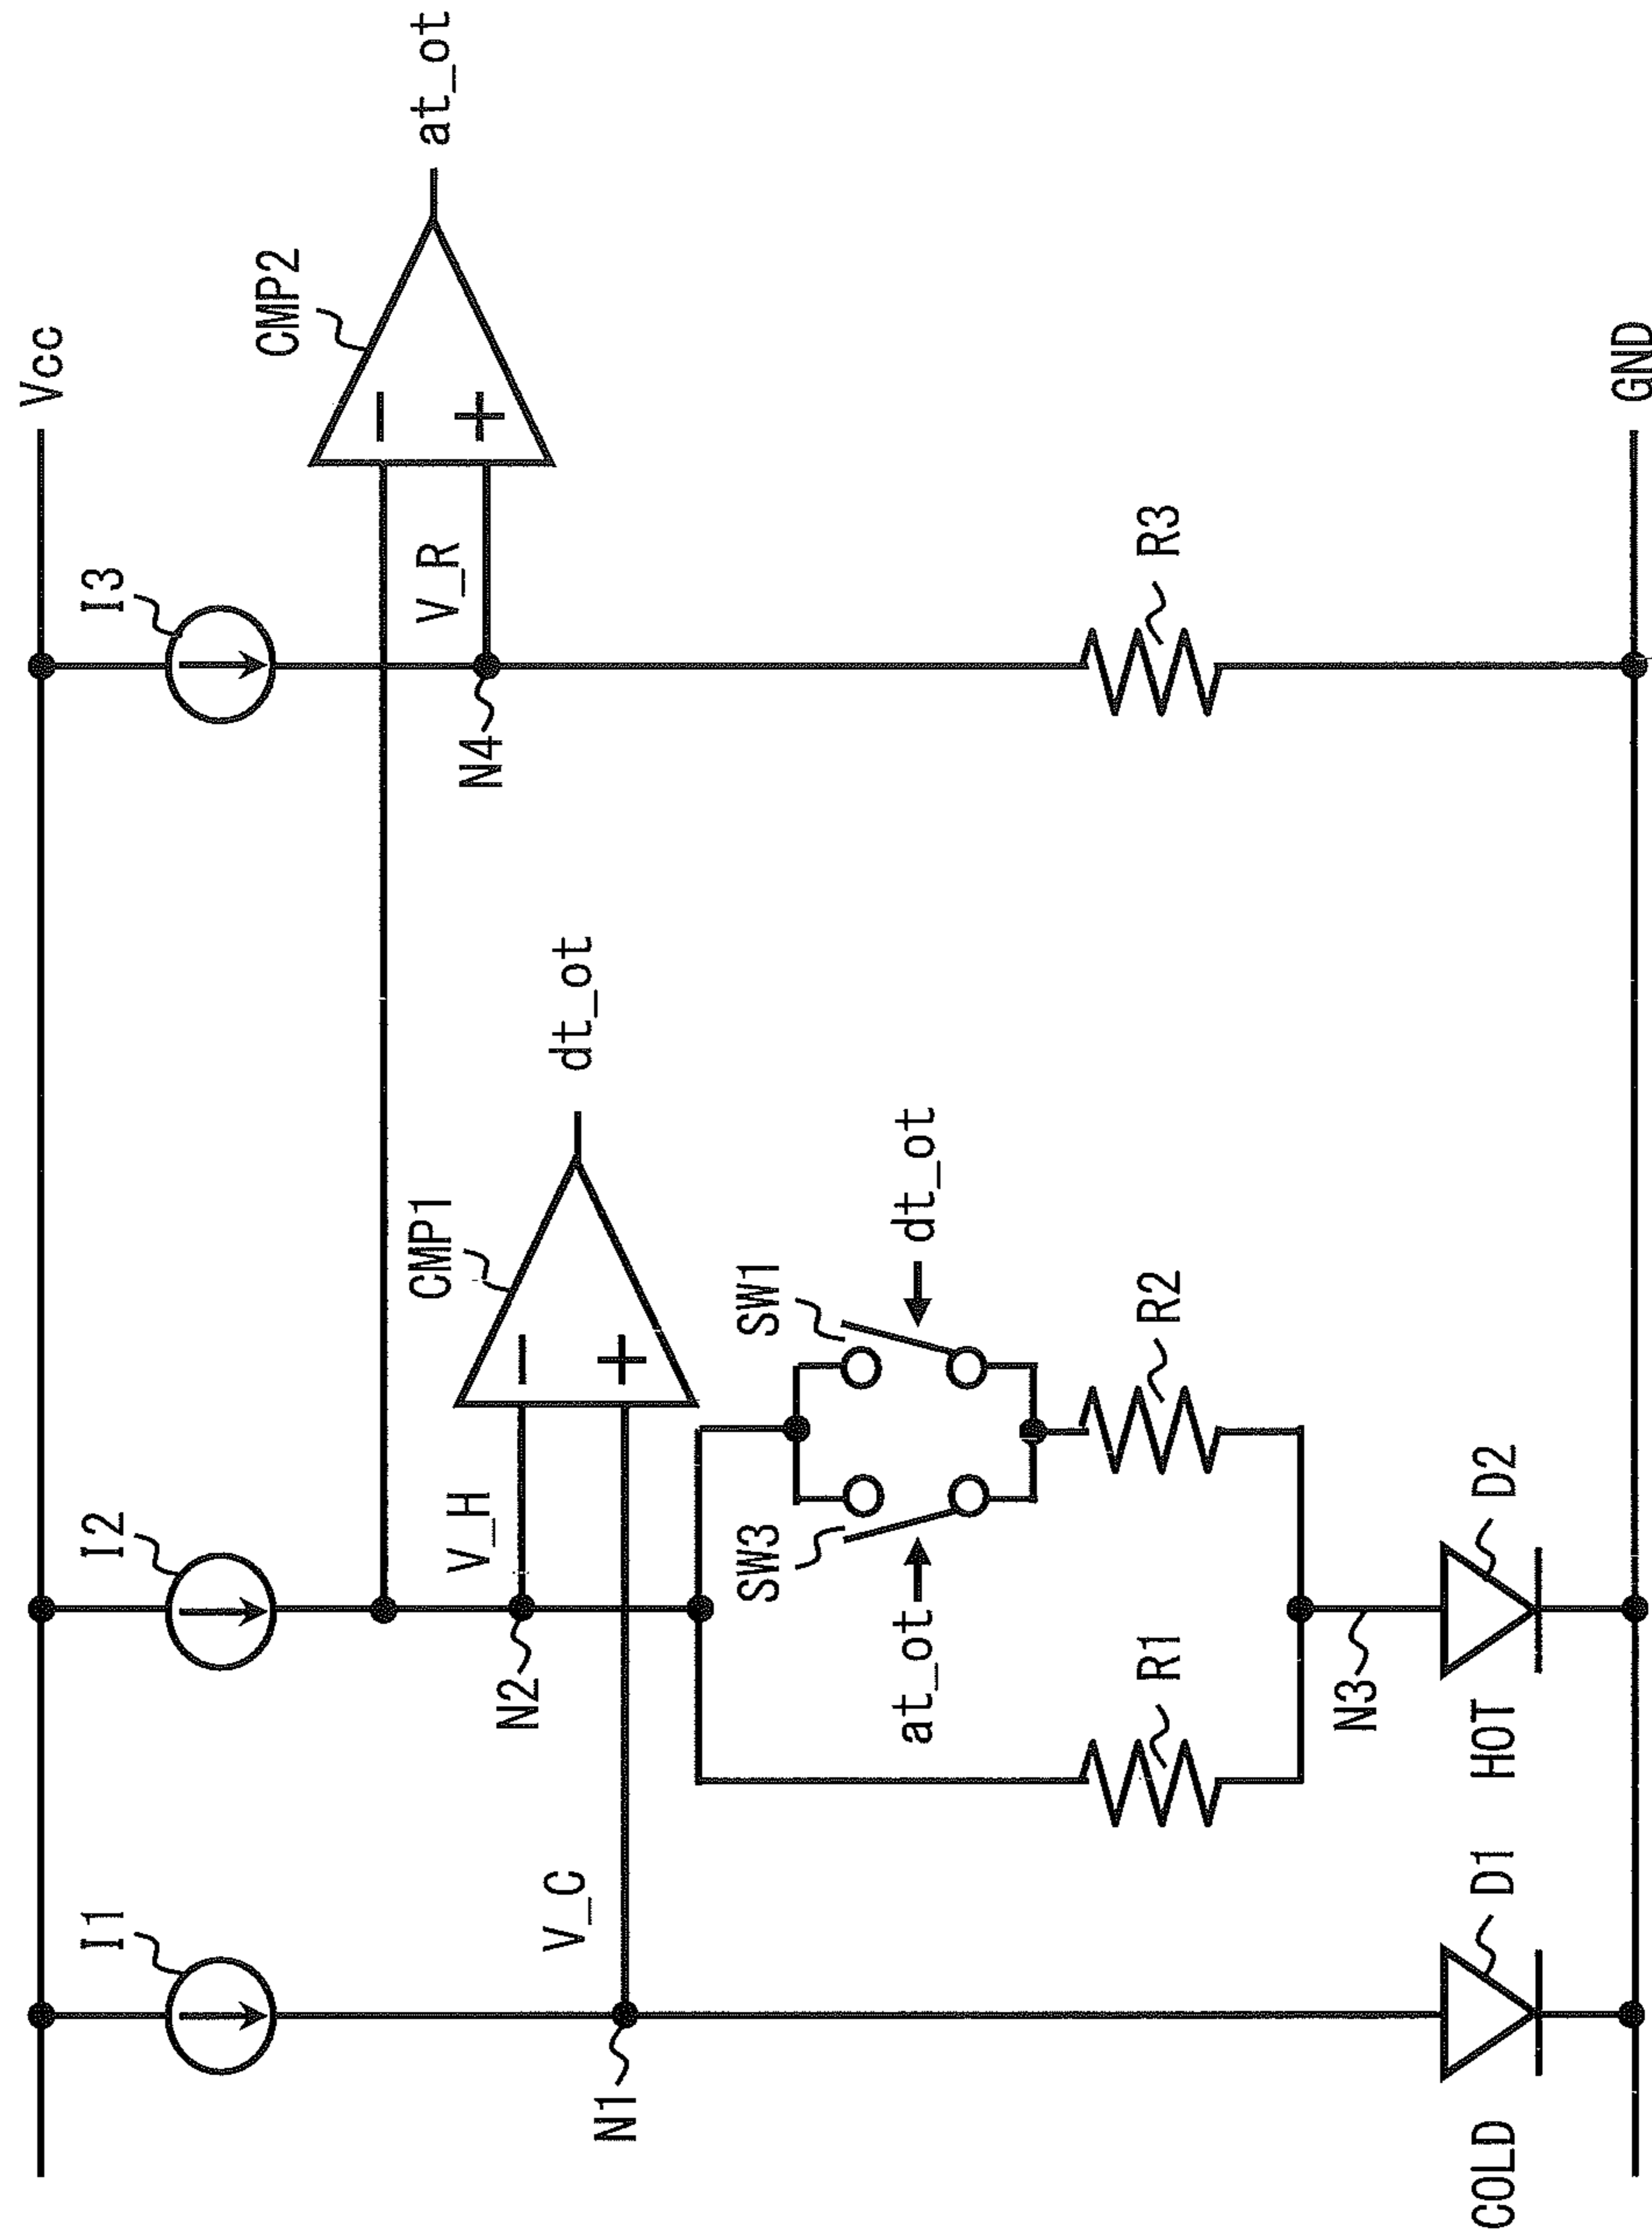 Vcc
I1
I2
I3
CMP2
at_ot
V_R
N4
CMP1
dt_ot
V_H
N2
V_C
N1
SW3
SW1
at_ot
dt_ot
R1
R2
R3
N3
COLD
D1
HOT
D2
GND
+
−
+
−